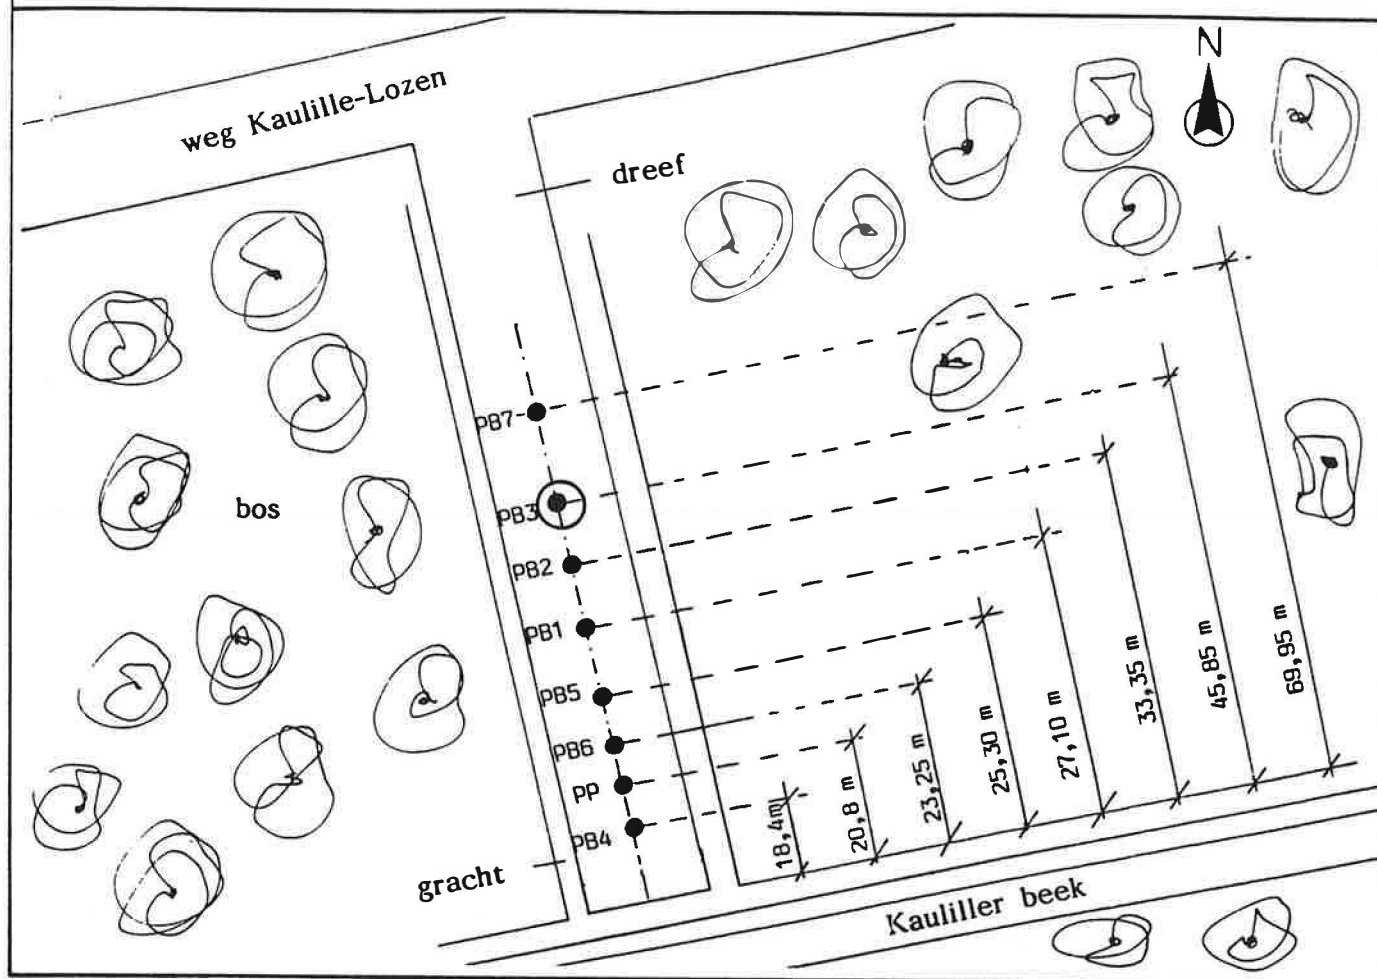 N
weg Kaulille-Lozen
dreef
PB7
PB3
bos
PB2
PB1
PB5
PB6
PP
PB4
18,4m
20,8 m
23,25 m
25,30 m
27,10 m
33,35 m
45,85 m
69,95 m
gracht
Kauliller beek